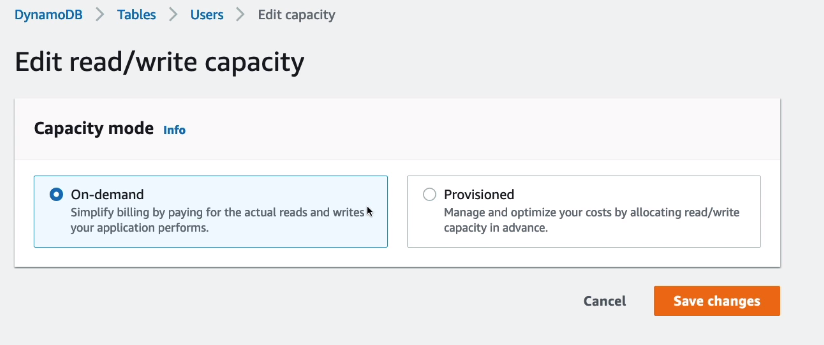 DynamoDB > Tables > Users > Edit capacity
Edit read/write capacity
Capacity mode Info
On-demand
Simplify billing by paying for the actual reads and writes
your application performs.
Provisioned
Manage and optimize your costs by allocating read/write
capacity in advance.
Cancel
Save changes